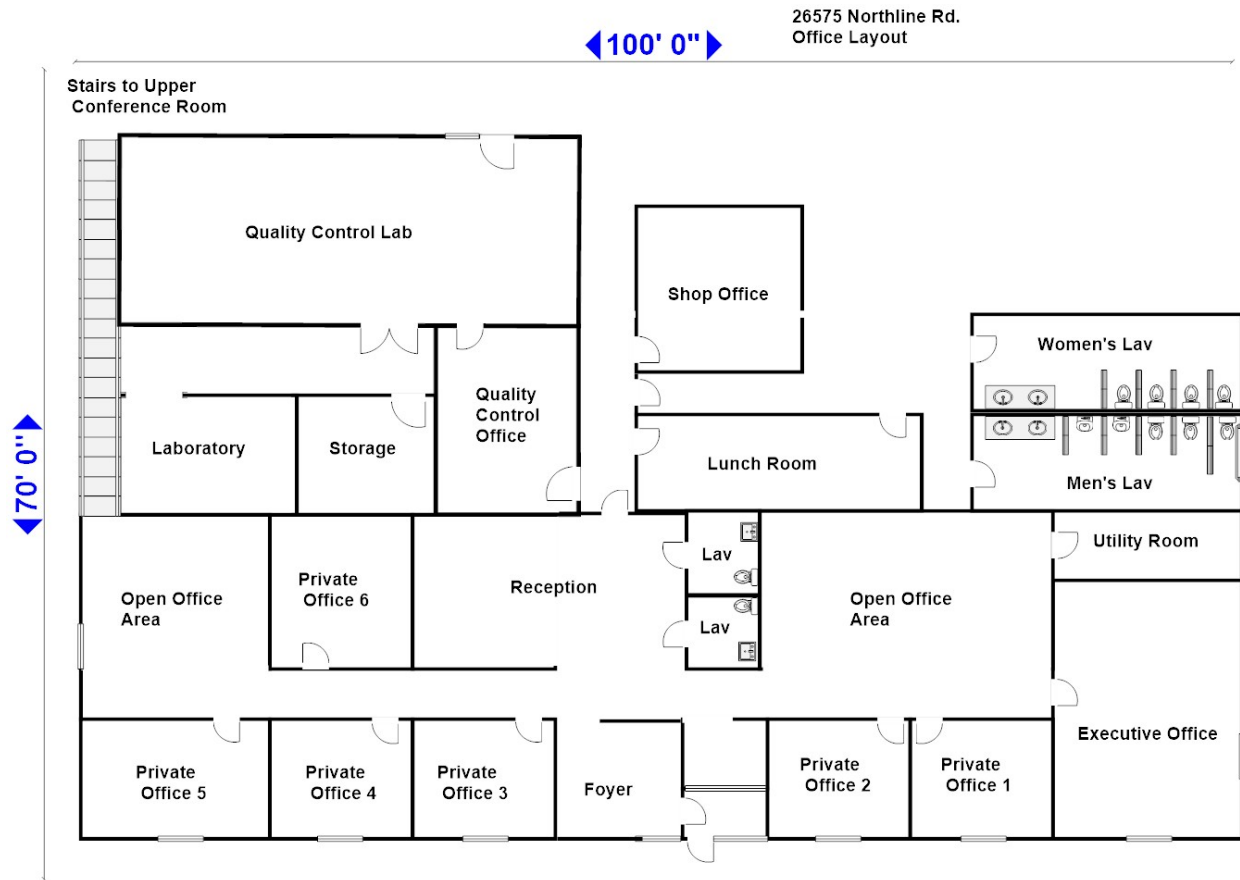 26575 Northline Rd.
Office Layout
100' 0"
Stairs to Upper
Conference Room
Quality Control Lab
Shop Office
Women's Lav
Quality
Control
Office
Laboratory
Storage
Lunch Room
Men's Lav
70' 0"
Utility Room
Lav
Private
Office 6
Reception
Open Office
Area
Open Office
Area
Lav
Executive Office
Private
Office 5
Private
Office 4
Private
Office 3
Foyer
Private
Office 2
Private
Office 1